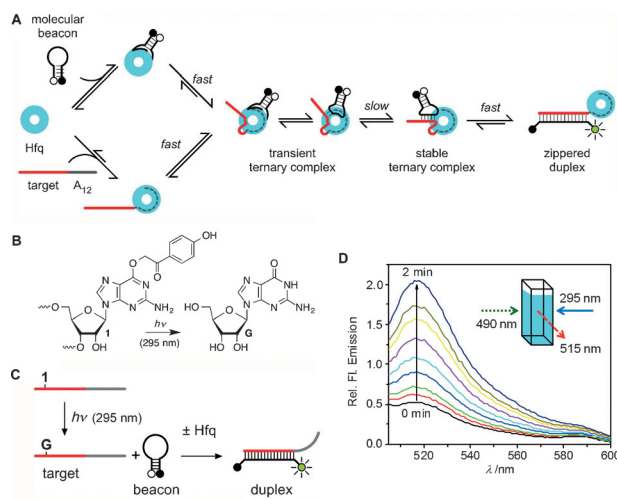 A
molecular
beacon
Hfq
target A12
fast
fast
transient
ternary complex
slow
stable
ternary complex
fast
zippered
duplex
B
OH
O
O
N
N
N
N
NH2
O
O
1
O OH
hν
(295 nm)
O
N
NH
N
N
NH2
HO
O
G
HO OH
C
1
hν (295 nm)
G
target
+
beacon
± Hfq
duplex
D
Rel. Fl. Emission
2.0
1.5
1.0
0.5
0.0
2 min
0 min
490 nm
295 nm
515 nm
520 540 560 580 600
λ /nm